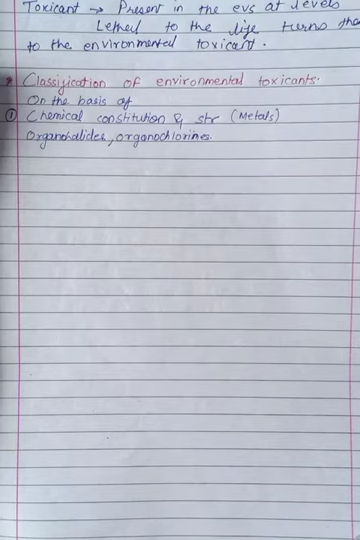 Toxicant → Present in the evs at levels
Lethal to the life turns the
to the environmental toxicant.
* Classification of environmental toxicants.
On the basis of
① Chemical constitution & str (Metals)
Organohalides, organochlorines.